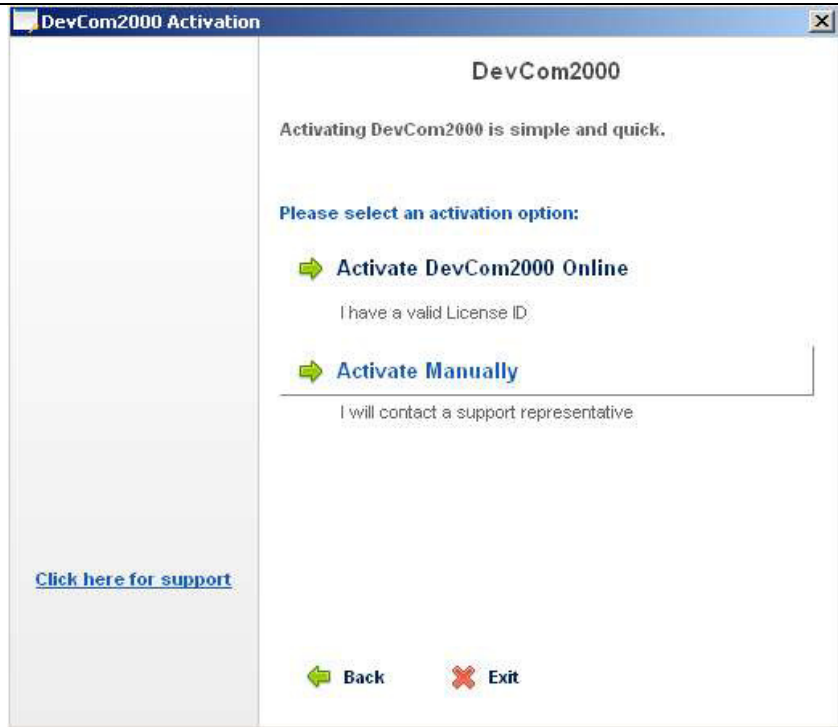 DevCom2000 Activation
DevCom2000
Activating DevCom2000 is simple and quick.
Please select an activation option:
Activate DevCom2000 Online
I have a valid License ID
Activate Manually
I will contact a support representative
Click here for support
Back
Exit